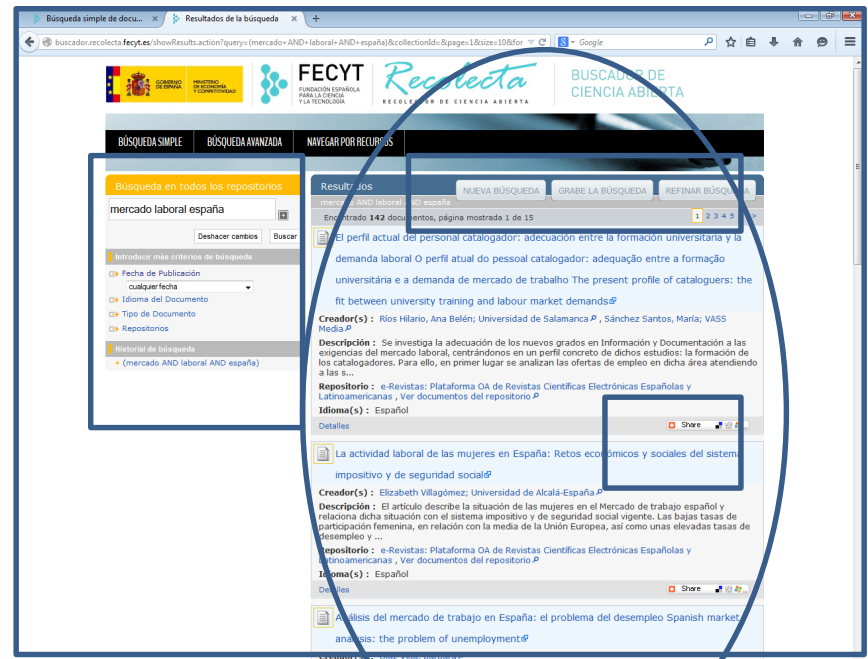 Búsqueda simple de docu...
Resultados de la búsqueda
buscador.recolecta.fecyt.es/showResults.action?query=(mercado+AND+laboral+AND+españa)&collectionId=&page=1&size=10&for
Google
GOBIERNO DE ESPAÑA
MINISTERIO DE ECONOMÍA Y COMPETITIVIDAD
FECYT
FUNDACIÓN ESPAÑOLA
PARA LA CIENCIA
Y LA TECNOLOGÍA
Recolecta
RECOLECTOR DE CIENCIA ABIERTA
BUSCADOR DE
CIENCIA ABIERTA
BÚSQUEDA SIMPLE
BÚSQUEDA AVANZADA
NAVEGAR POR RECURSOS
Búsqueda en todos los repositorios
mercado laboral españa
Deshacer cambios
Buscar
Introducir más criterios de búsqueda
Fecha de Publicación
cualquier fecha
Idioma del Documento
Tipo de Documento
Repositorios
Historial de búsqueda
(mercado AND laboral AND españa)
Resultados
NUEVA BÚSQUEDA
GRABE LA BÚSQUEDA
REFINAR BÚSQUEDA
mercado AND laboral AND españa
Encontrado 142 documentos, página mostrada 1 de 15
1 2 3 4 5 >
El perfil actual del personal catalogador: adecuación entre la formación universitaria y la
demanda laboral O perfil atual do pessoal catalogador: adequação entre a formação
universitária e a demanda de mercado de trabalho The present profile of cataloguers: the
fit between university training and labour market demands
Creador(s) : Ríos Hilario, Ana Belén; Universidad de Salamanca , Sánchez Santos, María; VASS
Media
Descripción : Se investiga la adecuación de los nuevos grados en Información y Documentación a las
exigencias del mercado laboral, centrándonos en un perfil concreto de dichos estudios: la formación de
los catalogadores. Para ello, en primer lugar se analizan las ofertas de empleo en dicha área atendiendo
a las s...
Repositorio : e-Revistas: Plataforma OA de Revistas Científicas Electrónicas Españolas y
Latinoamericanas , Ver documentos del repositorio
Idioma(s) : Español
Detalles
Share
La actividad laboral de las mujeres en España: Retos económicos y sociales del sistema
impositivo y de seguridad social
Creador(s) : Elizabeth Villagómez; Universidad de Alcalá-España
Descripción : El artículo describe la situación de las mujeres en el Mercado de trabajo español y
relaciona dicha situación con el sistema impositivo y de seguridad social vigente. Las bajas tasas de
participación femenina, en relación con la media de la Unión Europea, así como unas elevadas tasas de
desempleo y ...
Repositorio : e-Revistas: Plataforma OA de Revistas Científicas Electrónicas Españolas y
Latinoamericanas , Ver documentos del repositorio
Idioma(s) : Español
Detalles
Share
Análisis del mercado de trabajo en España: el problema del desempleo Spanish market
analysis: the problem of unemployment